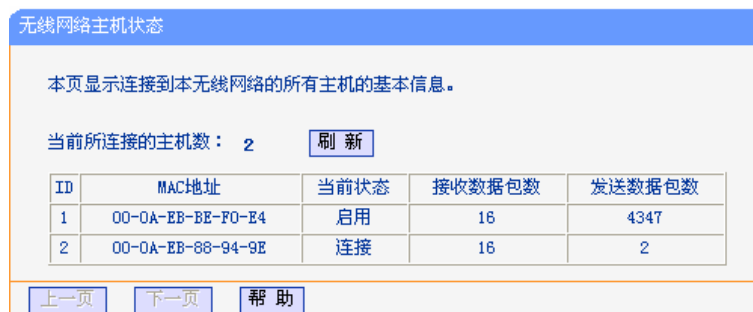 无线网络主机状态
本页显示连接到本无线网络的所有主机的基本信息。
当前所连接的主机数： 2 刷 新
ID MAC地址 当前状态 接收数据包数 发送数据包数
1 00-0A-EB-BE-F0-E4 启用 16 4347
2 00-0A-EB-88-94-9E 连接 16 2
上一页 下一页 帮 助